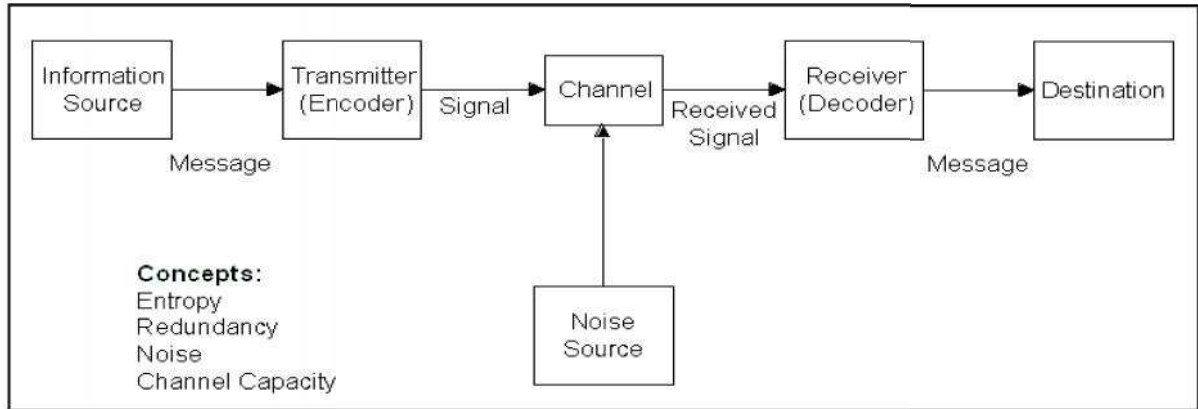 Information
Source
Message
Transmitter
(Encoder)
Signal
Channel
Received
Signal
Receiver
(Decoder)
Message
Destination
Noise
Source
Concepts:
Entropy
Redundancy
Noise
Channel Capacity